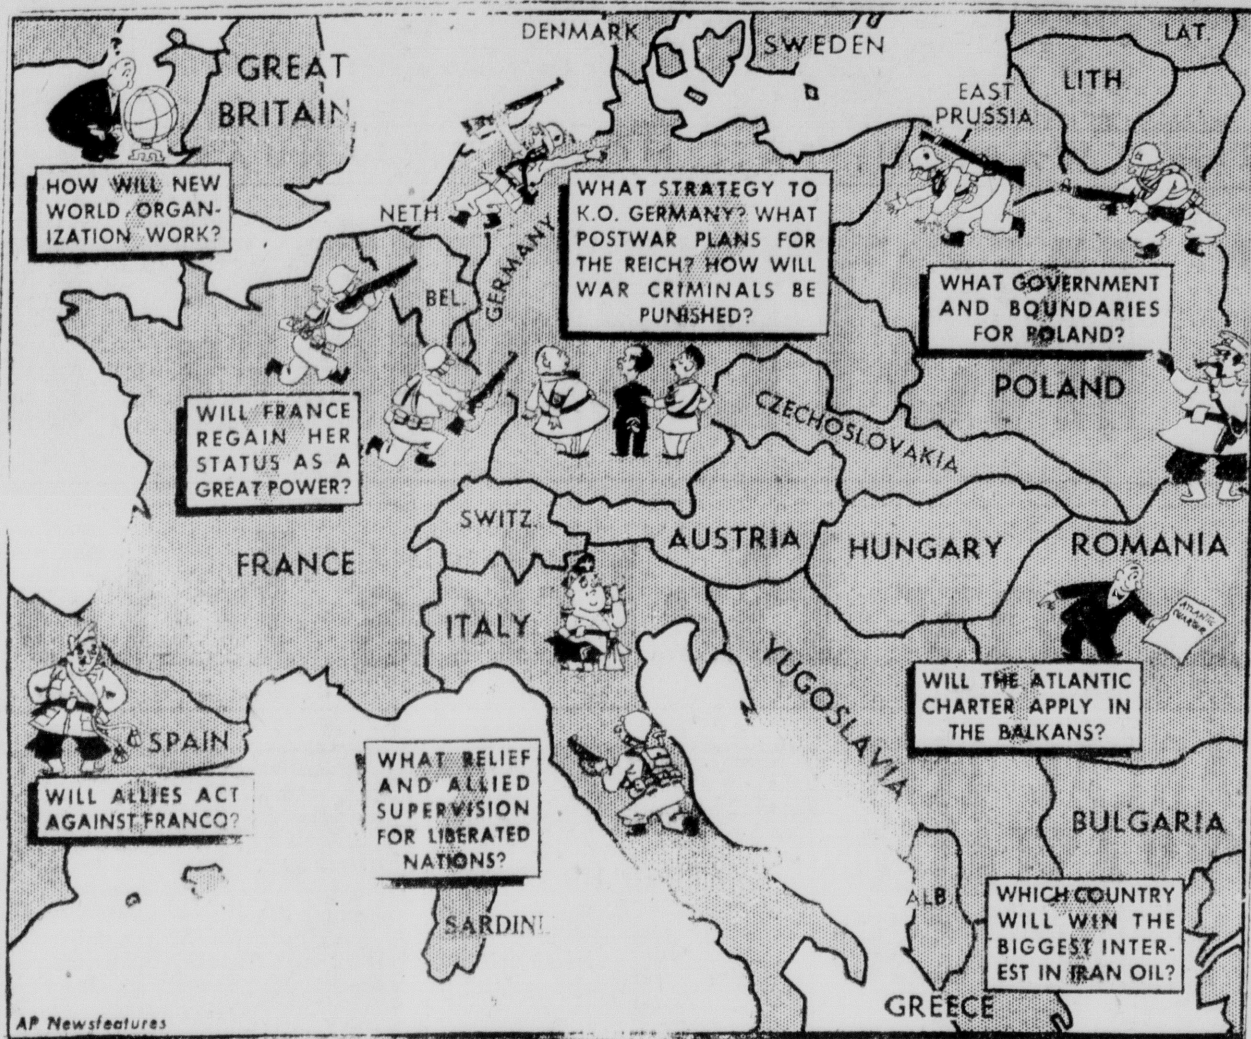 DENMARK
SWEDEN
LAT.
GREAT
BRITAIN
LITH.
EAST
PRUSSIA
HOW WILL NEW
WORLD ORGAN-
IZATION WORK?
NETH.
GERMANY
WHAT STRATEGY TO
K.O. GERMANY? WHAT
POSTWAR PLANS FOR
THE REICH? HOW WILL
WAR CRIMINALS BE
PUNISHED?
BEL.
WHAT GOVERNMENT
AND BOUNDARIES
FOR POLAND?
POLAND
WILL FRANCE
REGAIN HER
STATUS AS A
GREAT POWER?
CZECHOSLOVAKIA
SWITZ.
AUSTRIA
HUNGARY
ROMANIA
FRANCE
ITALY
ATLANTIC
CHARTER
YUGOSLAVIA
WILL THE ATLANTIC
CHARTER APPLY IN
THE BALKANS?
SPAIN
WILL ALLIES ACT
AGAINST FRANCO?
WHAT RELIEF
AND ALLIED
SUPERVISION
FOR LIBERATED
NATIONS?
BULGARIA
ALB.
WHICH COUNTRY
WILL WIN THE
BIGGEST INTER-
EST IN IRAN OIL?
SARDINI
GREECE
AP Newsfeatures